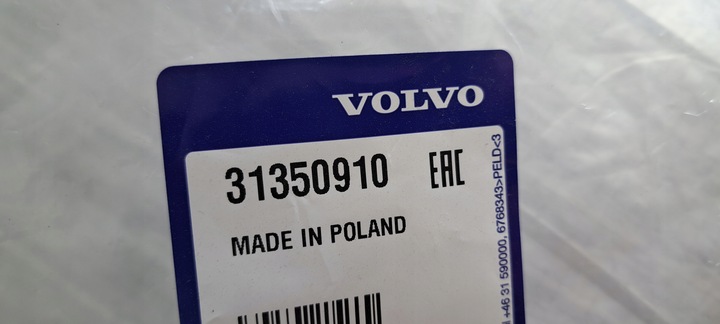 VOLVO
31350910 EAC
MADE IN POLAND
+46 31 590000, 6768343>PELD<3